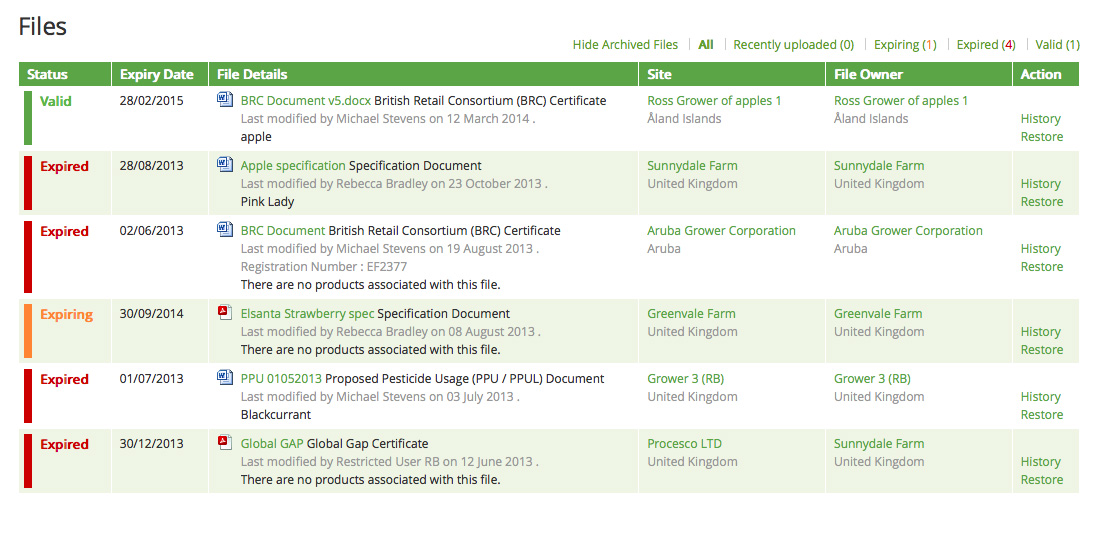 Files
Hide Archived Files All Recently uploaded (0) Expiring (1) Expired (4) Valid (1)
Status Expiry Date File Details Site File Owner Action
Valid 28/02/2015 BRC Document v5.docx British Retail Consortium (BRC) Certificate Ross Grower of apples 1 Ross Grower of apples 1
Last modified by Michael Stevens on 12 March 2014 . Åland Islands Åland Islands History
apple Restore
Expired 28/08/2013 Apple specification Specification Document Sunnydale Farm Sunnydale Farm
Last modified by Rebecca Bradley on 23 October 2013 . United Kingdom United Kingdom History
Pink Lady Restore
Expired 02/06/2013 BRC Document British Retail Consortium (BRC) Certificate Aruba Grower Corporation Aruba Grower Corporation
Last modified by Michael Stevens on 19 August 2013 . Aruba Aruba History
Registration Number : EF2377 Restore
There are no products associated with this file.
Expiring 30/09/2014 Elsanta Strawberry spec Specification Document Greenvale Farm Greenvale Farm
Last modified by Rebecca Bradley on 08 August 2013 . United Kingdom United Kingdom History
There are no products associated with this file. Restore
Expired 01/07/2013 PPU 01052013 Proposed Pesticide Usage (PPU / PPUL) Document Grower 3 (RB) Grower 3 (RB)
Last modified by Michael Stevens on 03 July 2013 . United Kingdom United Kingdom History
Blackcurrant Restore
Expired 30/12/2013 Global GAP Global Gap Certificate Procesco LTD Sunnydale Farm
Last modified by Restricted User RB on 12 June 2013 . United Kingdom United Kingdom History
There are no products associated with this file. Restore